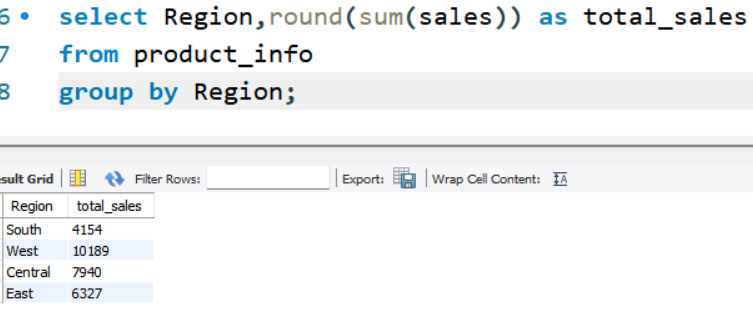 6 select Region,round(sum(sales)) as total_sales
7 from product_info
8 group by Region;
sult Grid Filter Rows: Export: Wrap Cell Content: IA
Region total_sales
South 4154
West 10189
Central 7940
East 6327